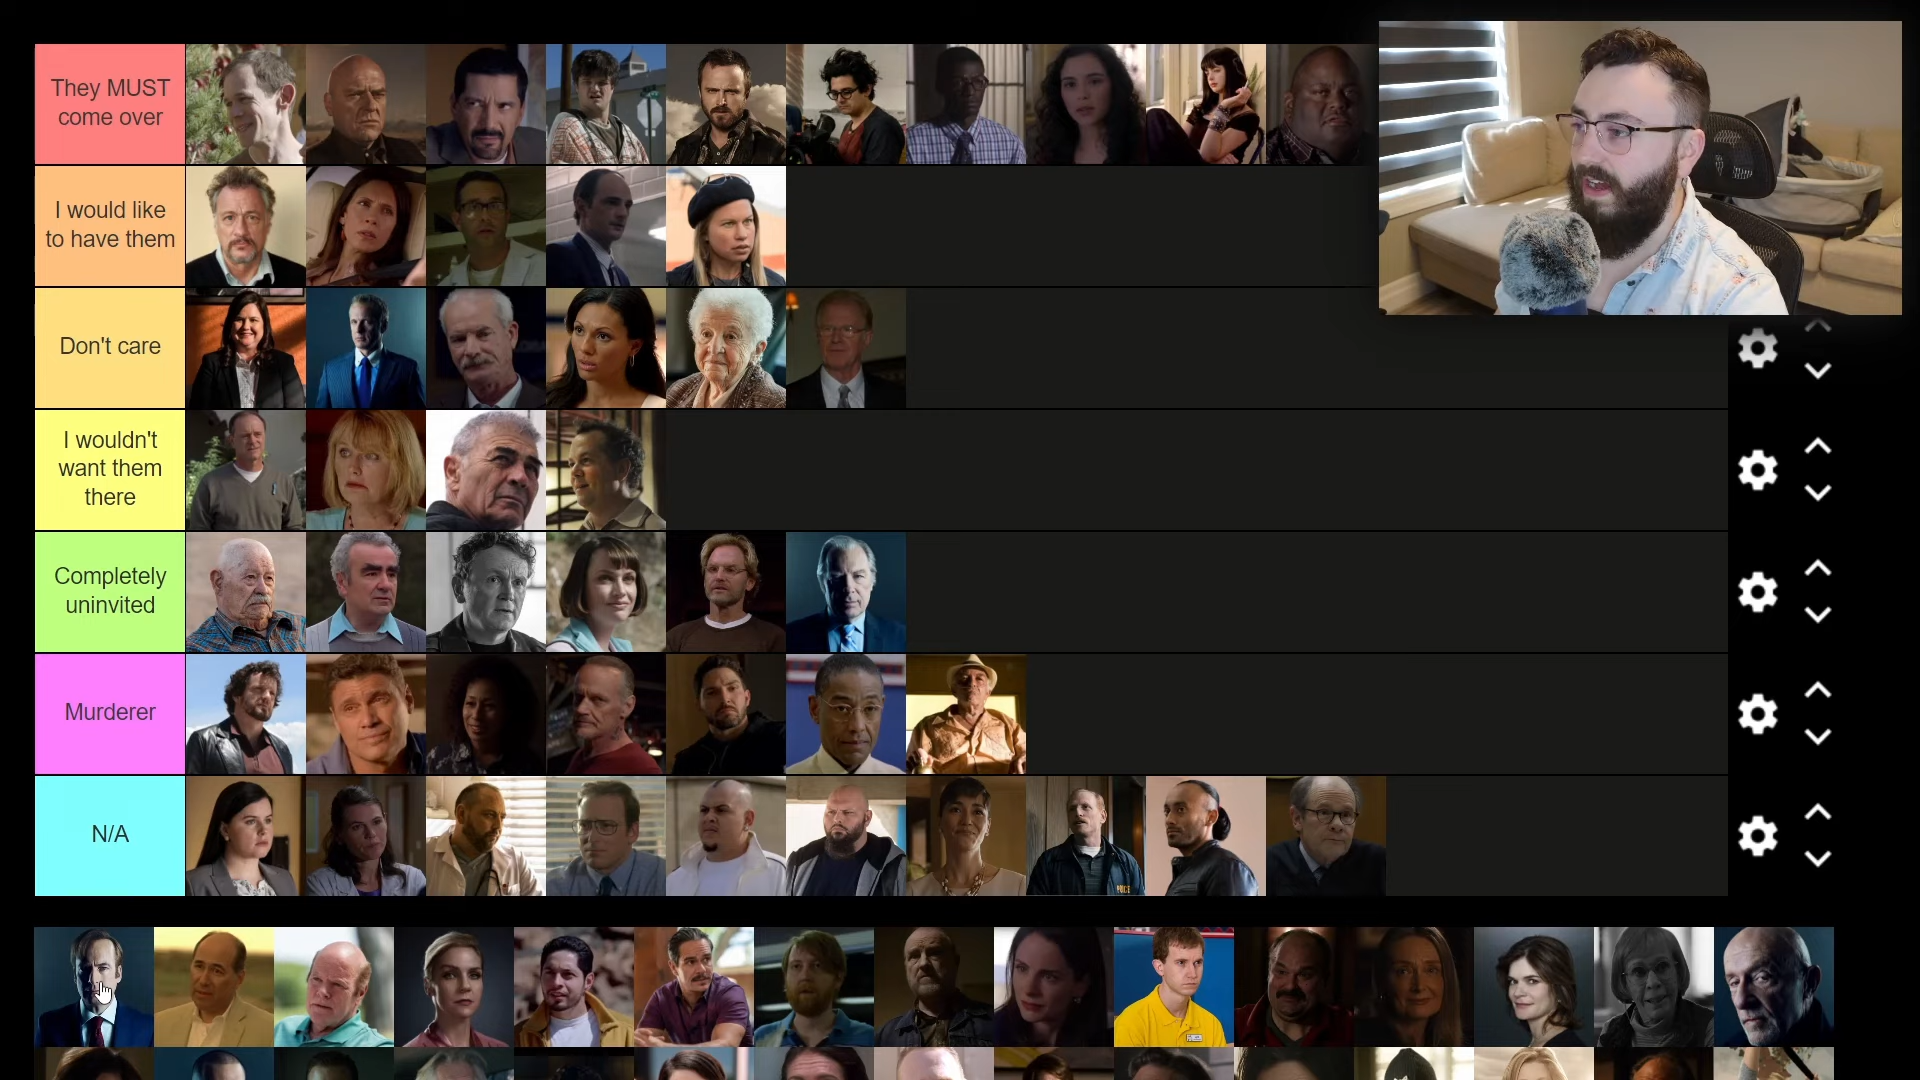 They MUST
come over
I would like
to have them
Don't care
I wouldn't
want them
there
Completely
uninvited
Murderer
N/A